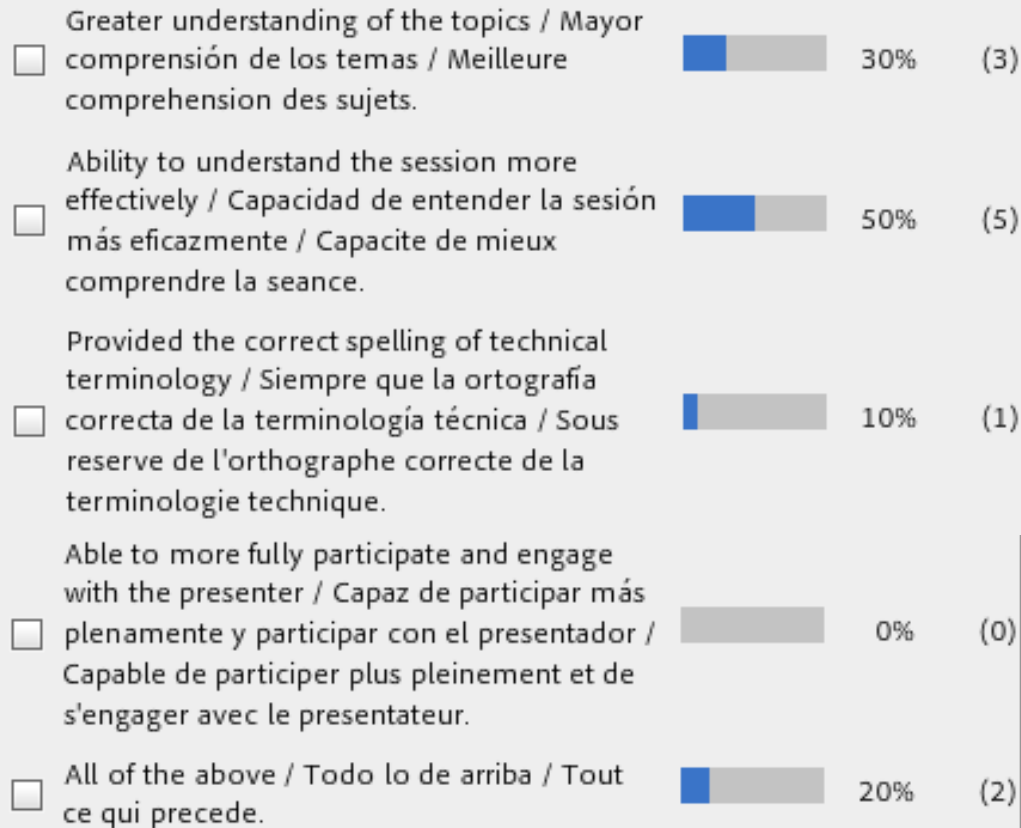 Greater understanding of the topics / Mayor
comprensión de los temas / Meilleure
comprehension des sujets.
30% (3)
Ability to understand the session more
effectively / Capacidad de entender la sesión
más eficazmente / Capacite de mieux
comprendre la seance.
50% (5)
Provided the correct spelling of technical
terminology / Siempre que la ortografía
correcta de la terminología técnica / Sous
reserve de l'orthographe correcte de la
terminologie technique.
10% (1)
Able to more fully participate and engage
with the presenter / Capaz de participar más
plenamente y participar con el presentador /
Capable de participer plus pleinement et de
s'engager avec le presentateur.
0% (0)
All of the above / Todo lo de arriba / Tout
ce qui precede.
20% (2)